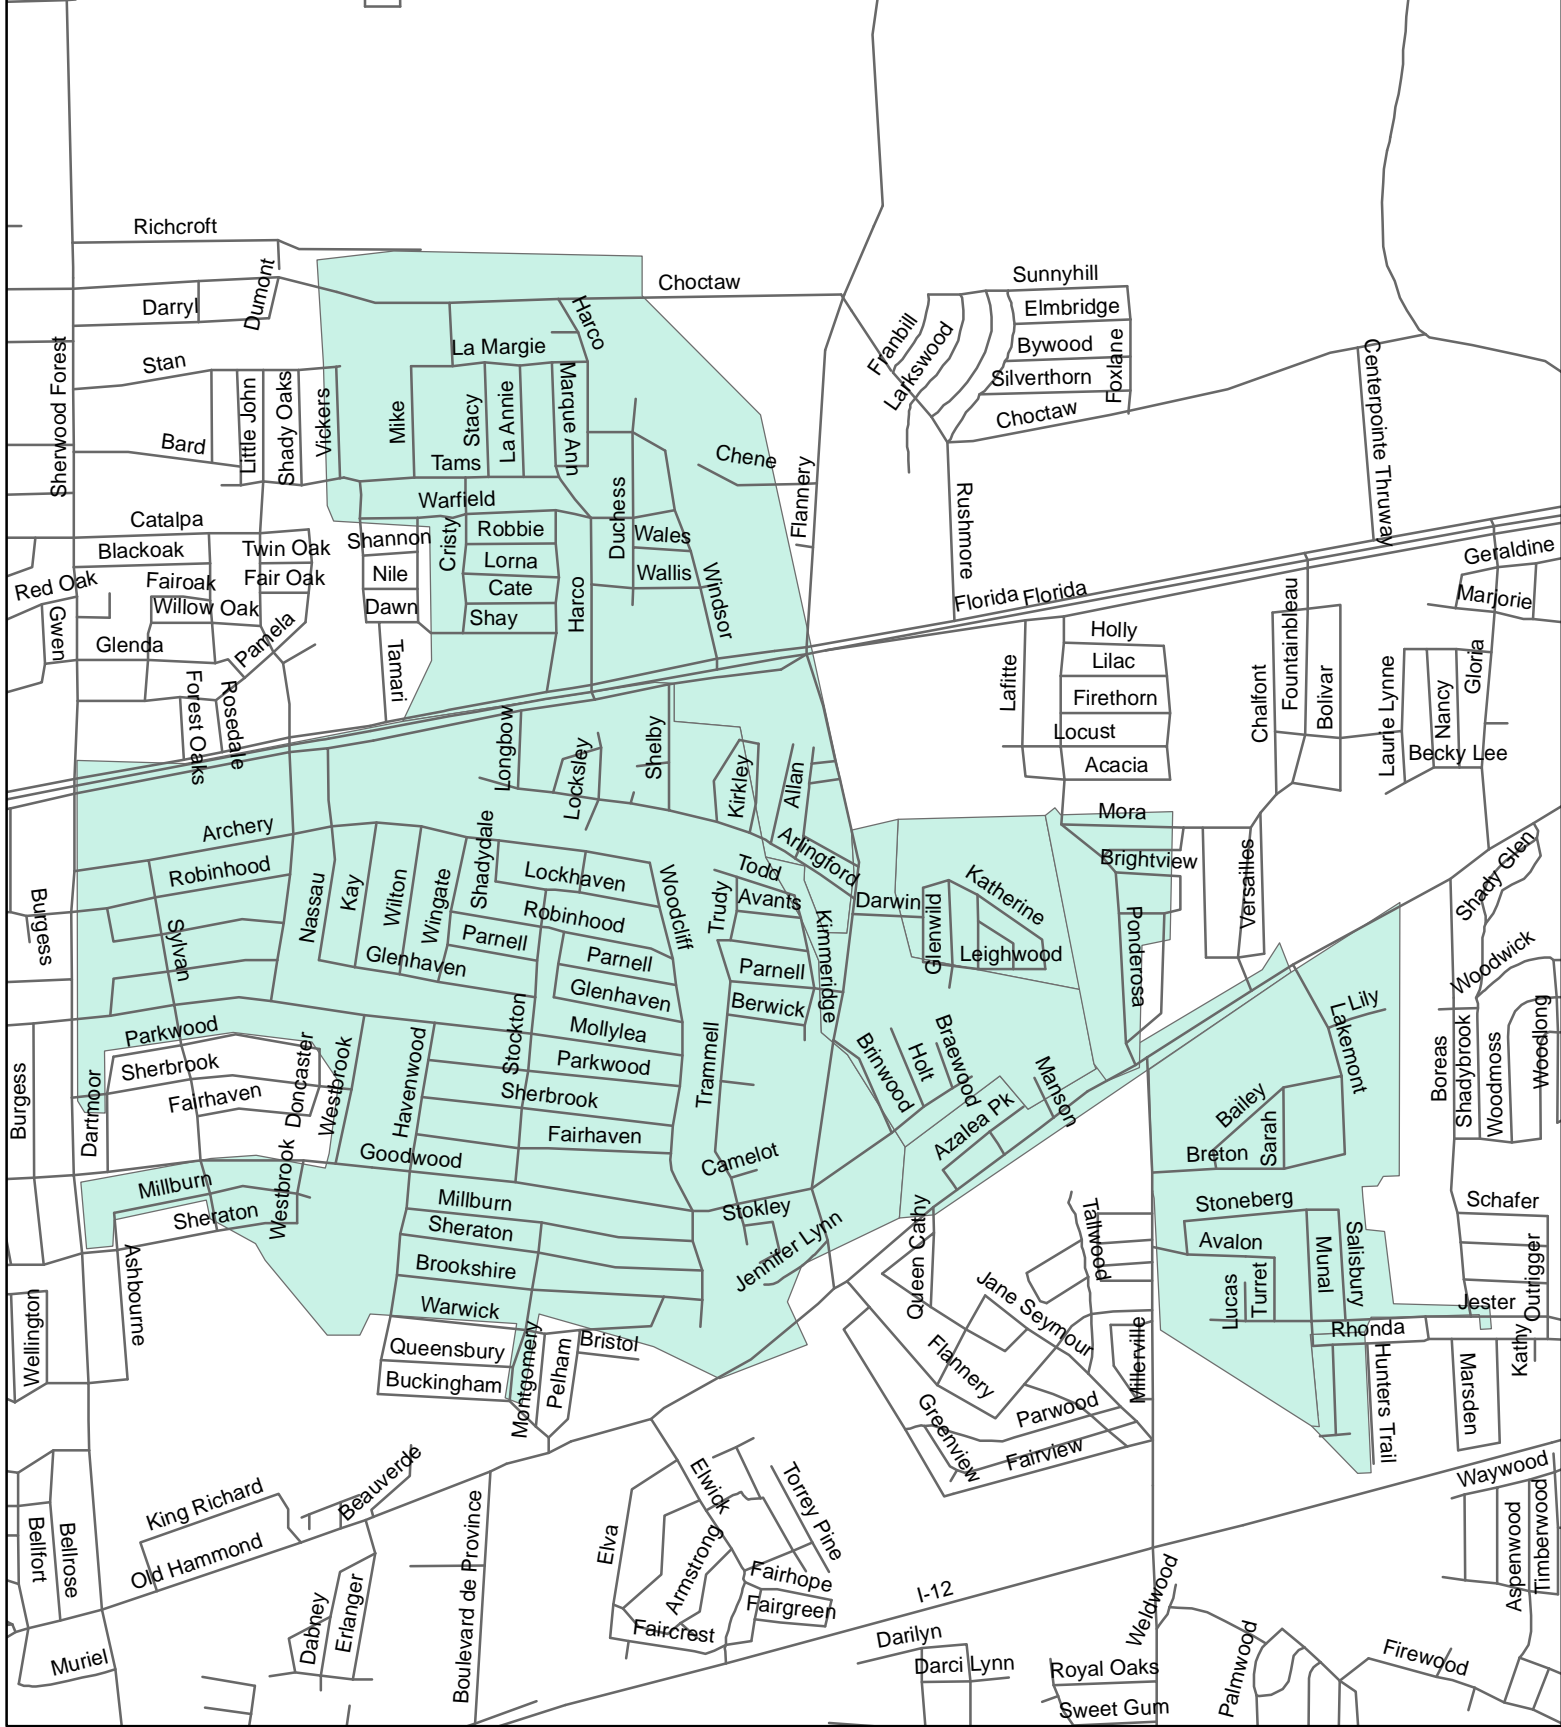 Richcroft
Choctaw
Sunnyhill
Darryl
Dumont
Harco
Elmbridge
Franbill
Bywood
Foxlane
Larkswood
Silverthorn
Choctaw
Centerpointe Thruway
Sherwood Forest
Stan
La Margie
Bard
Little John
Shady Oaks
Vickers
Mike
Stacy
La Annie
Marque Ann
Tams
Chene
Flannery
Warfield
Duchess
Rushmore
Catalpa
Blackoak
Twin Oak
Shannon
Cristy
Robbie
Wales
Geraldine
Red Oak
Fairoak
Fair Oak
Nile
Lorna
Wallis
Willow Oak
Dawn
Cate
Windsor
Florida
Florida
Marjorie
Gwen
Glenda
Pamela
Shay
Harco
Holly
Lilac
Fountainbleau
Gloria
Tamari
Forest Oaks
Rosedale
Lafitte
Firethorn
Chalfont
Bolivar
Laurie Lynne
Nancy
Longbow
Locksley
Shelby
Locust
Becky Lee
Kirkley
Allan
Acacia
Mora
Archery
Arlingford
Brightview
Robinhood
Shadydale
Lockhaven
Todd
Katherine
Versailles
Shady Glen
Burgess
Nassau
Kay
Wilton
Wingate
Robinhood
Woodcliff
Trudy
Avants
Darwin
Sylvan
Parnell
Parnell
Parnell
Kimmeridge
Glenwild
Leighwood
Ponderosa
Woodwick
Glenhaven
Glenhaven
Berwick
Lily
Parkwood
Stockton
Mollylea
Lakemont
Woodlong
Sherbrook
Doncaster
Westbrook
Havenwood
Parkwood
Trammell
Brinwood
Holt
Braewood
Manson
Boreas
Shadybrook
Woodmoss
Burgess
Dartmoor
Fairhaven
Sherbrook
Azalea Pk
Bailey
Sarah
Fairhaven
Goodwood
Camelot
Breton
Millburn
Westbrook
Millburn
Stokley
Stoneberg
Schafer
Sheraton
Sheraton
Jennifer Lynn
Queen Cathy
Tallwood
Avalon
Munal
Salisbury
Ashbourne
Brookshire
Jane Seymour
Lucas
Turret
Outrigger
Wellington
Warwick
Jester
Rhonda
Queensbury
Montgomery
Pelham
Bristol
Flannery
Millerville
Hunters Trail
Marsden
Kathy
Buckingham
Greenview
Parwood
Fairview
Waywood
King Richard
Beauverde
Elwick
Torrey Pine
Bellfort
Bellrose
Old Hammond
Boulevard de Province
Elva
Armstrong
Aspenwood
Timberwood
Fairhope
I-12
Weldwood
Dabney
Erlanger
Fairgreen
Faircrest
Darilyn
Palmwood
Firewood
Muriel
Darci Lynn
Royal Oaks
Sweet Gum